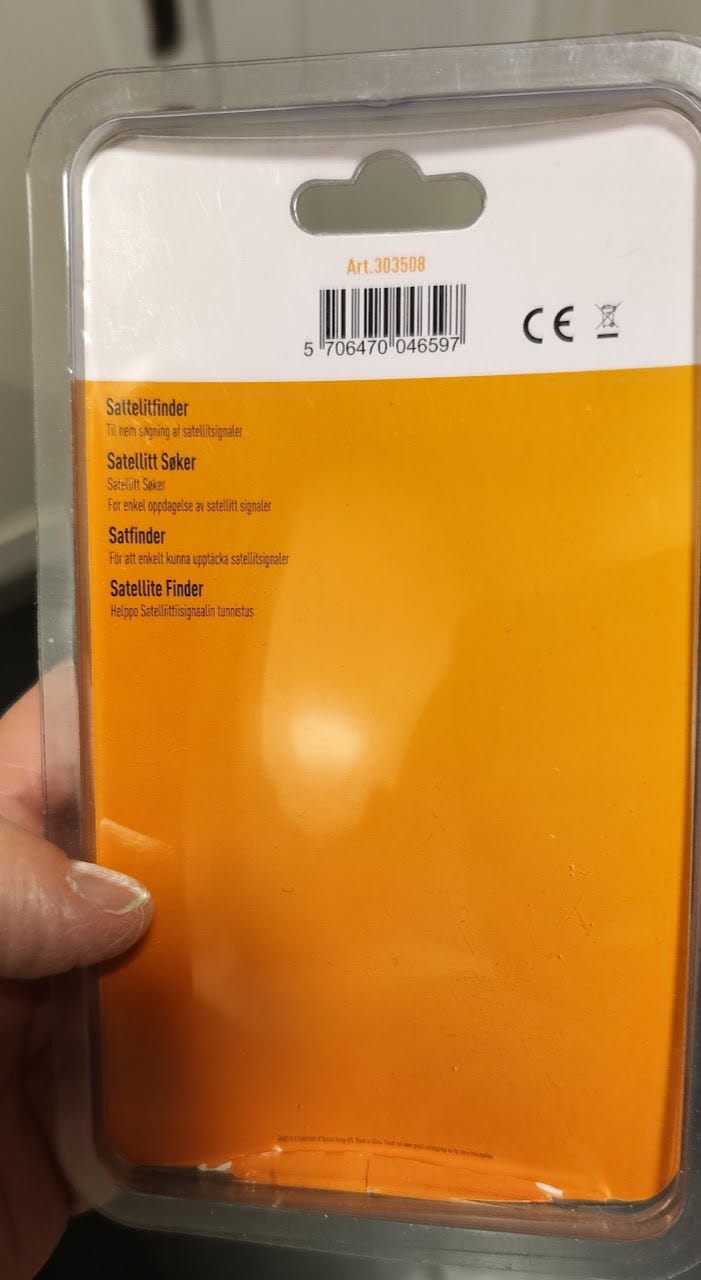 Art.303508
5 706470 046597
CE
Sattelitfinder
Til nem søgning af satellitsignaler
Satellitt Søker
Satellitt Søker
For enkel oppdagelse av satellitt signaler
Satfinder
För att enkelt kunna upptäcka satellitsignaler
Satellite Finder
Helppo Satelliittiisignaalin tunnistus